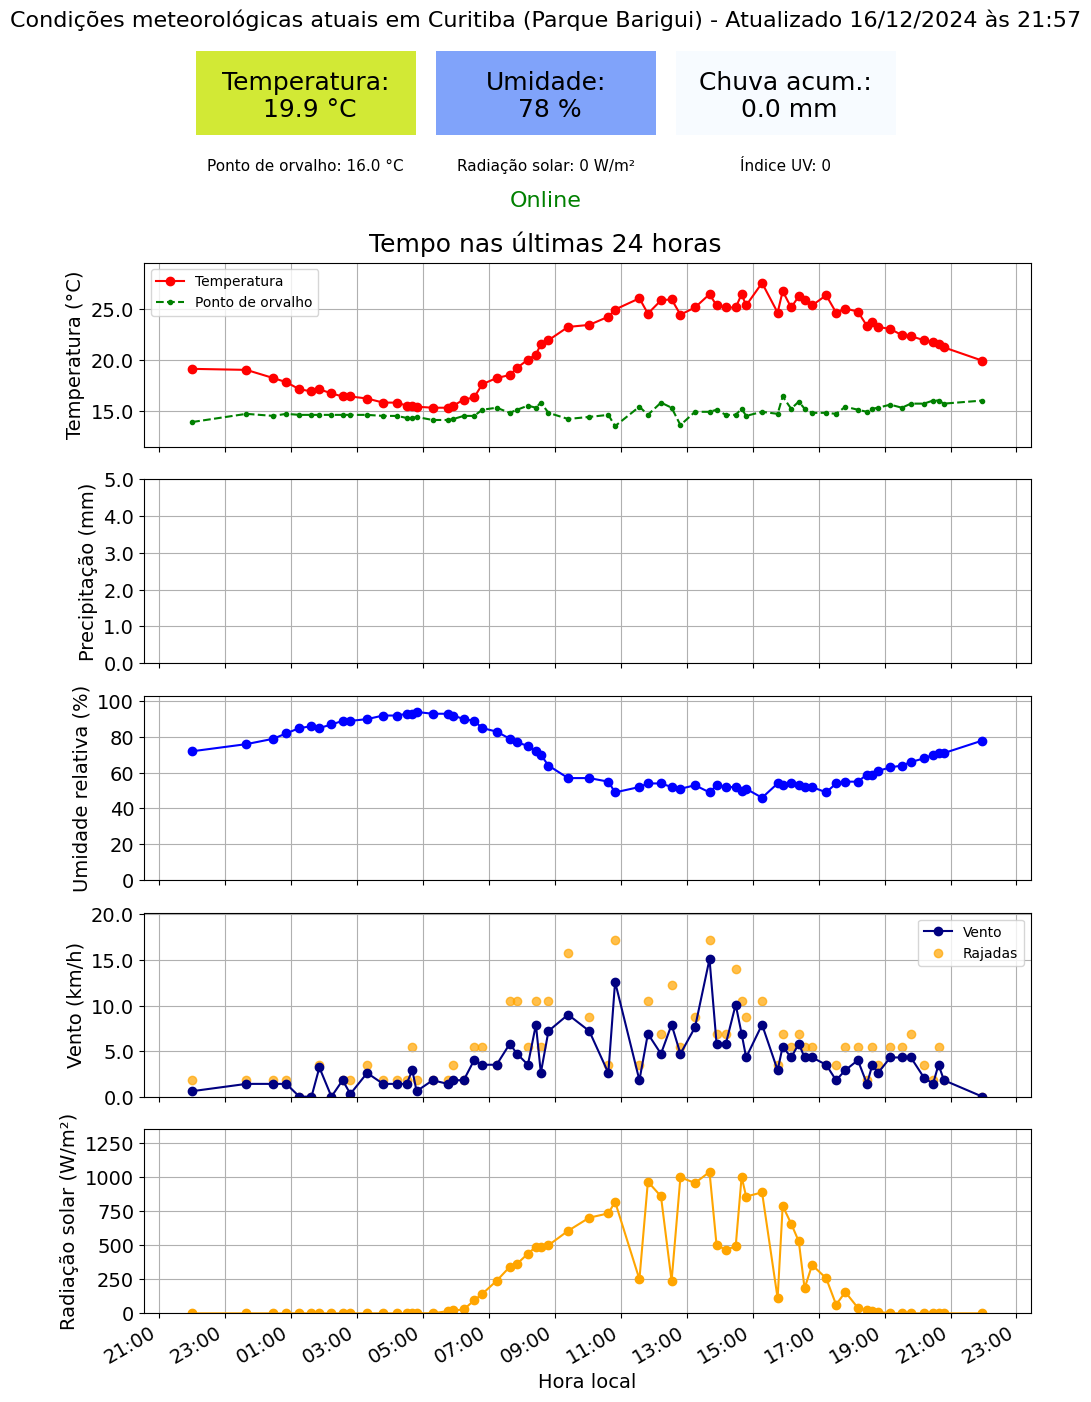 Condições meteorológicas atuais em Curitiba (Parque Barigui) - Atualizado 16/12/2024 às 21:57
Temperatura:
19.9 °C
Umidade:
78 %
Chuva acum.:
0.0 mm
Ponto de orvalho: 16.0 °C
Radiação solar: 0 W/m²
Índice UV: 0
Online
Tempo nas últimas 24 horas
Temperatura (°C)
25.0
20.0
15.0
Temperatura
Ponto de orvalho
Precipitação (mm)
5.0
4.0
3.0
2.0
1.0
0.0
Umidade relativa (%)
100
80
60
40
20
0
Vento (km/h)
20.0
15.0
10.0
5.0
0.0
Vento
Rajadas
Radiação solar (W/m²)
1250
1000
750
500
250
0
21:00
23:00
01:00
03:00
05:00
07:00
09:00
11:00
13:00
15:00
17:00
19:00
21:00
23:00
Hora local